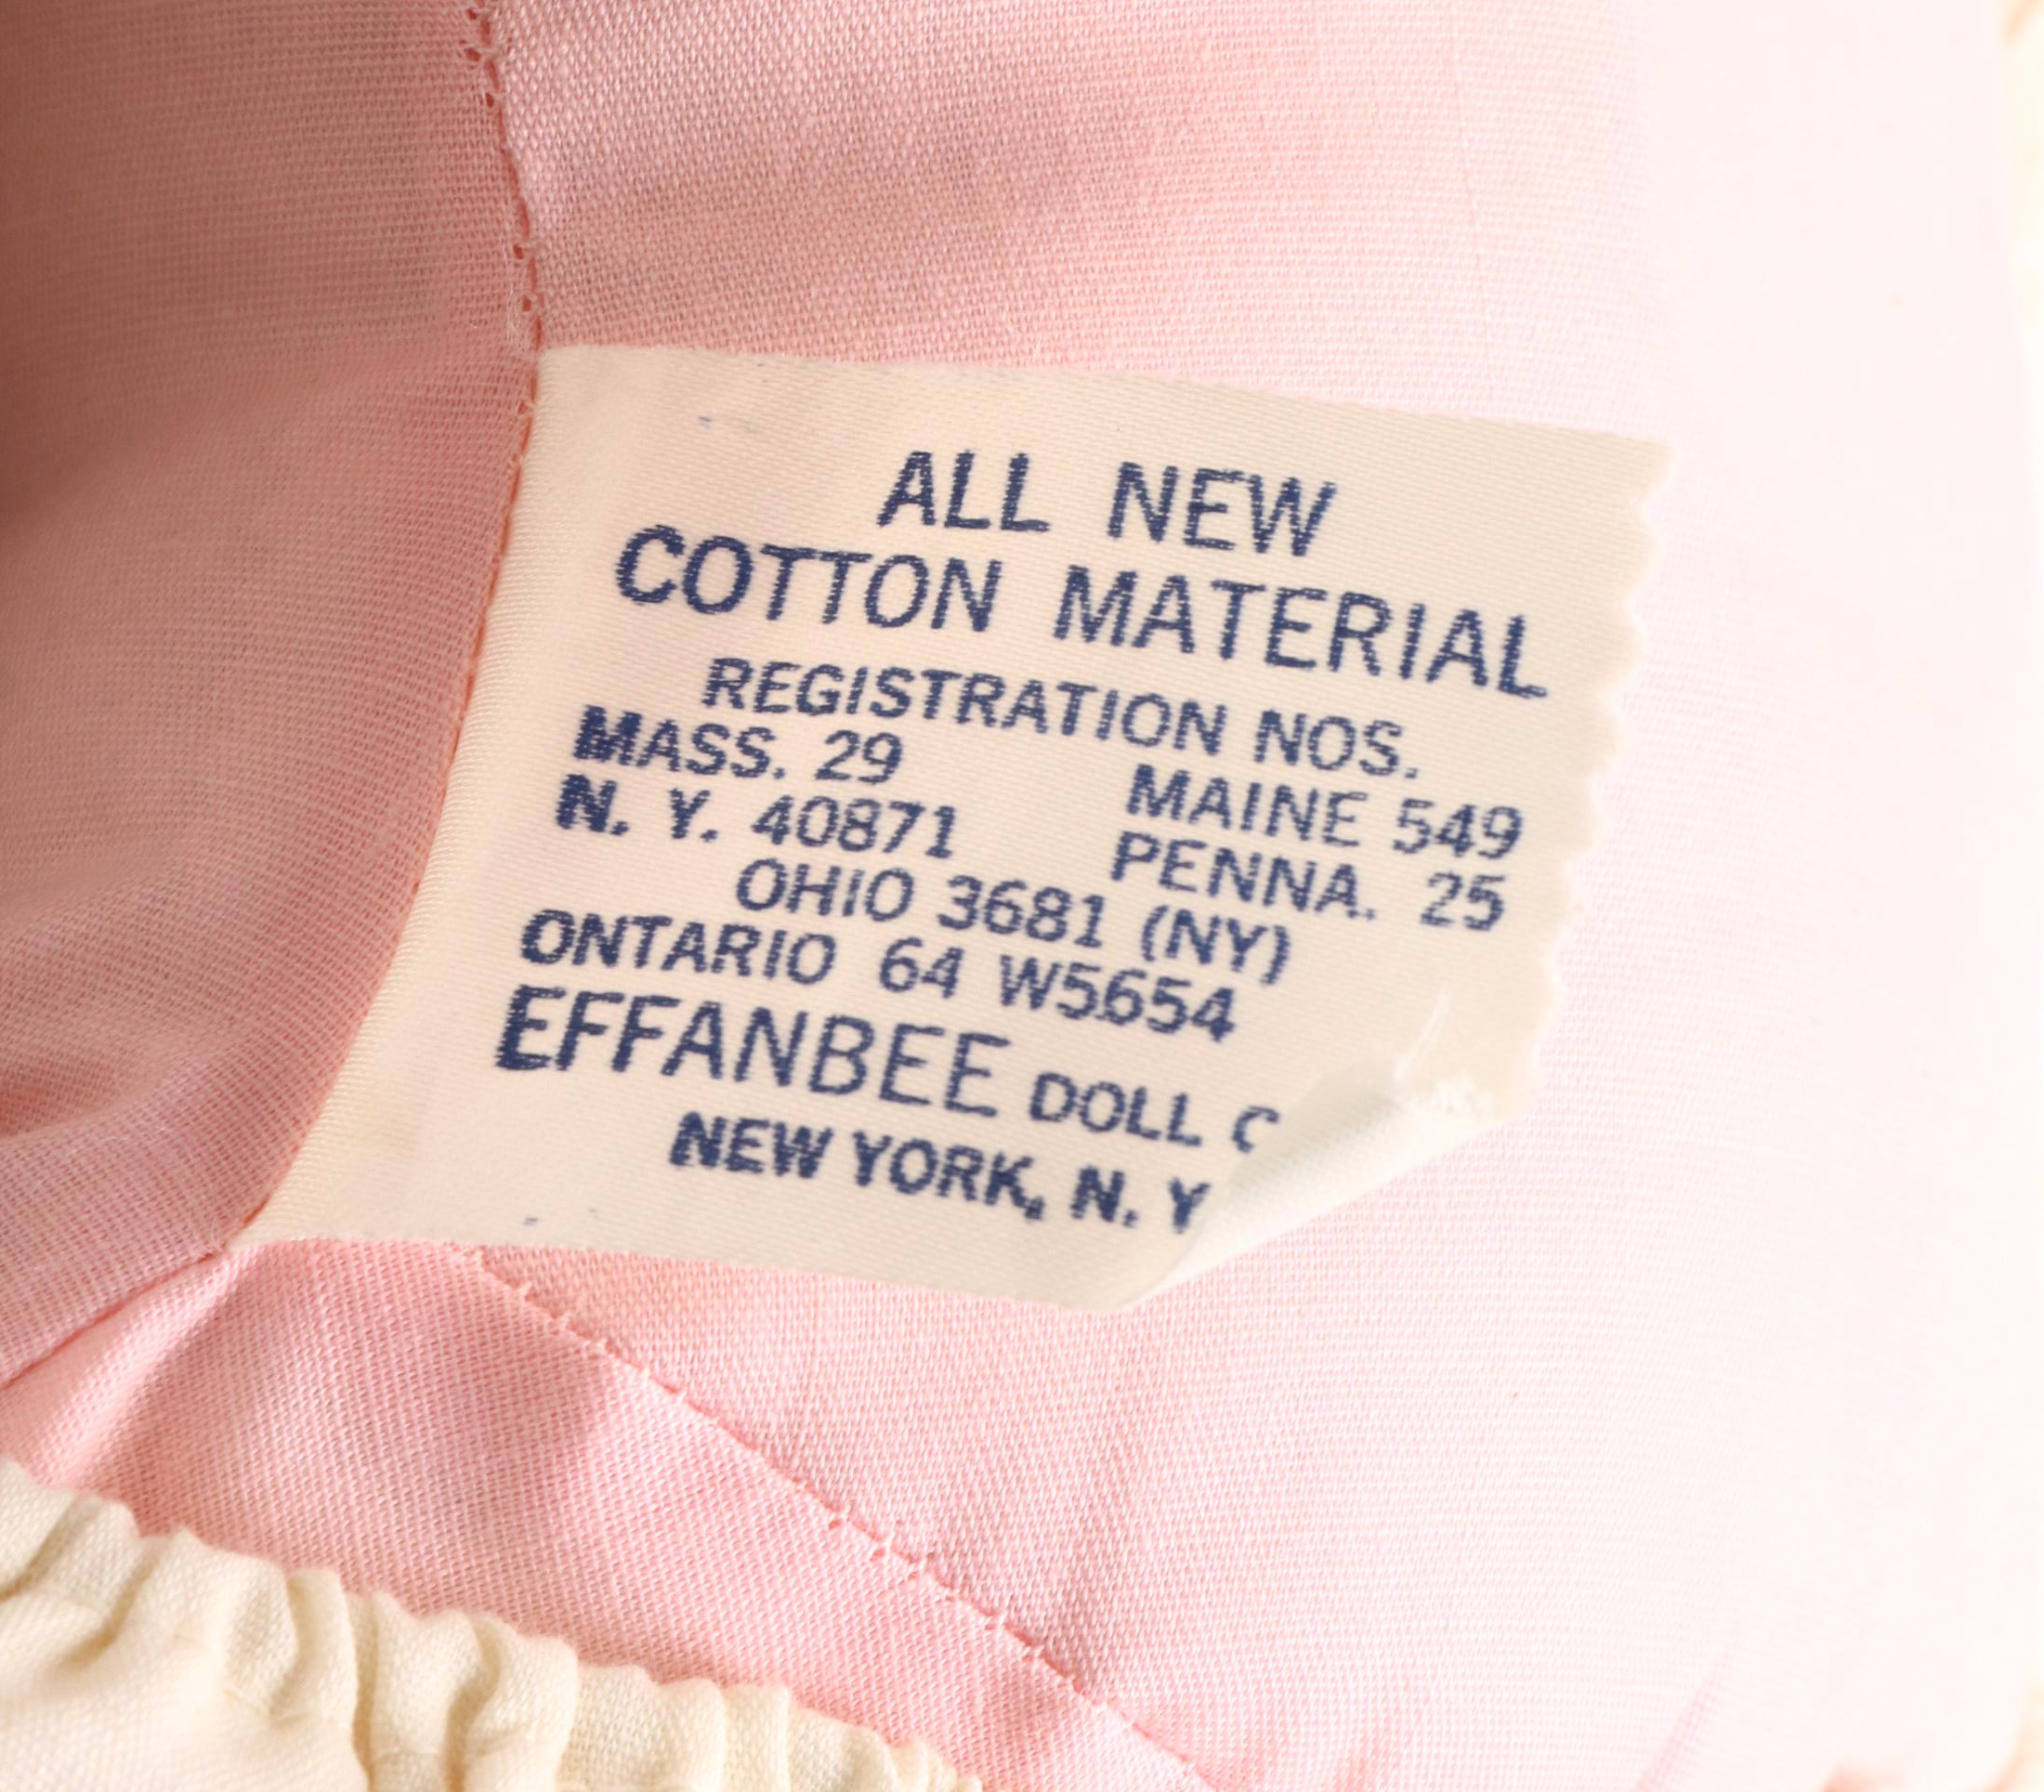 ALL NEW
COTTON MATERIAL
REGISTRATION NOS.
MASS. 29 MAINE 549
N. Y. 40871 PENNA. 25
OHIO 3681 (NY)
ONTARIO 64 W5654
EFFANBEE DOLL C
NEW YORK, N. Y